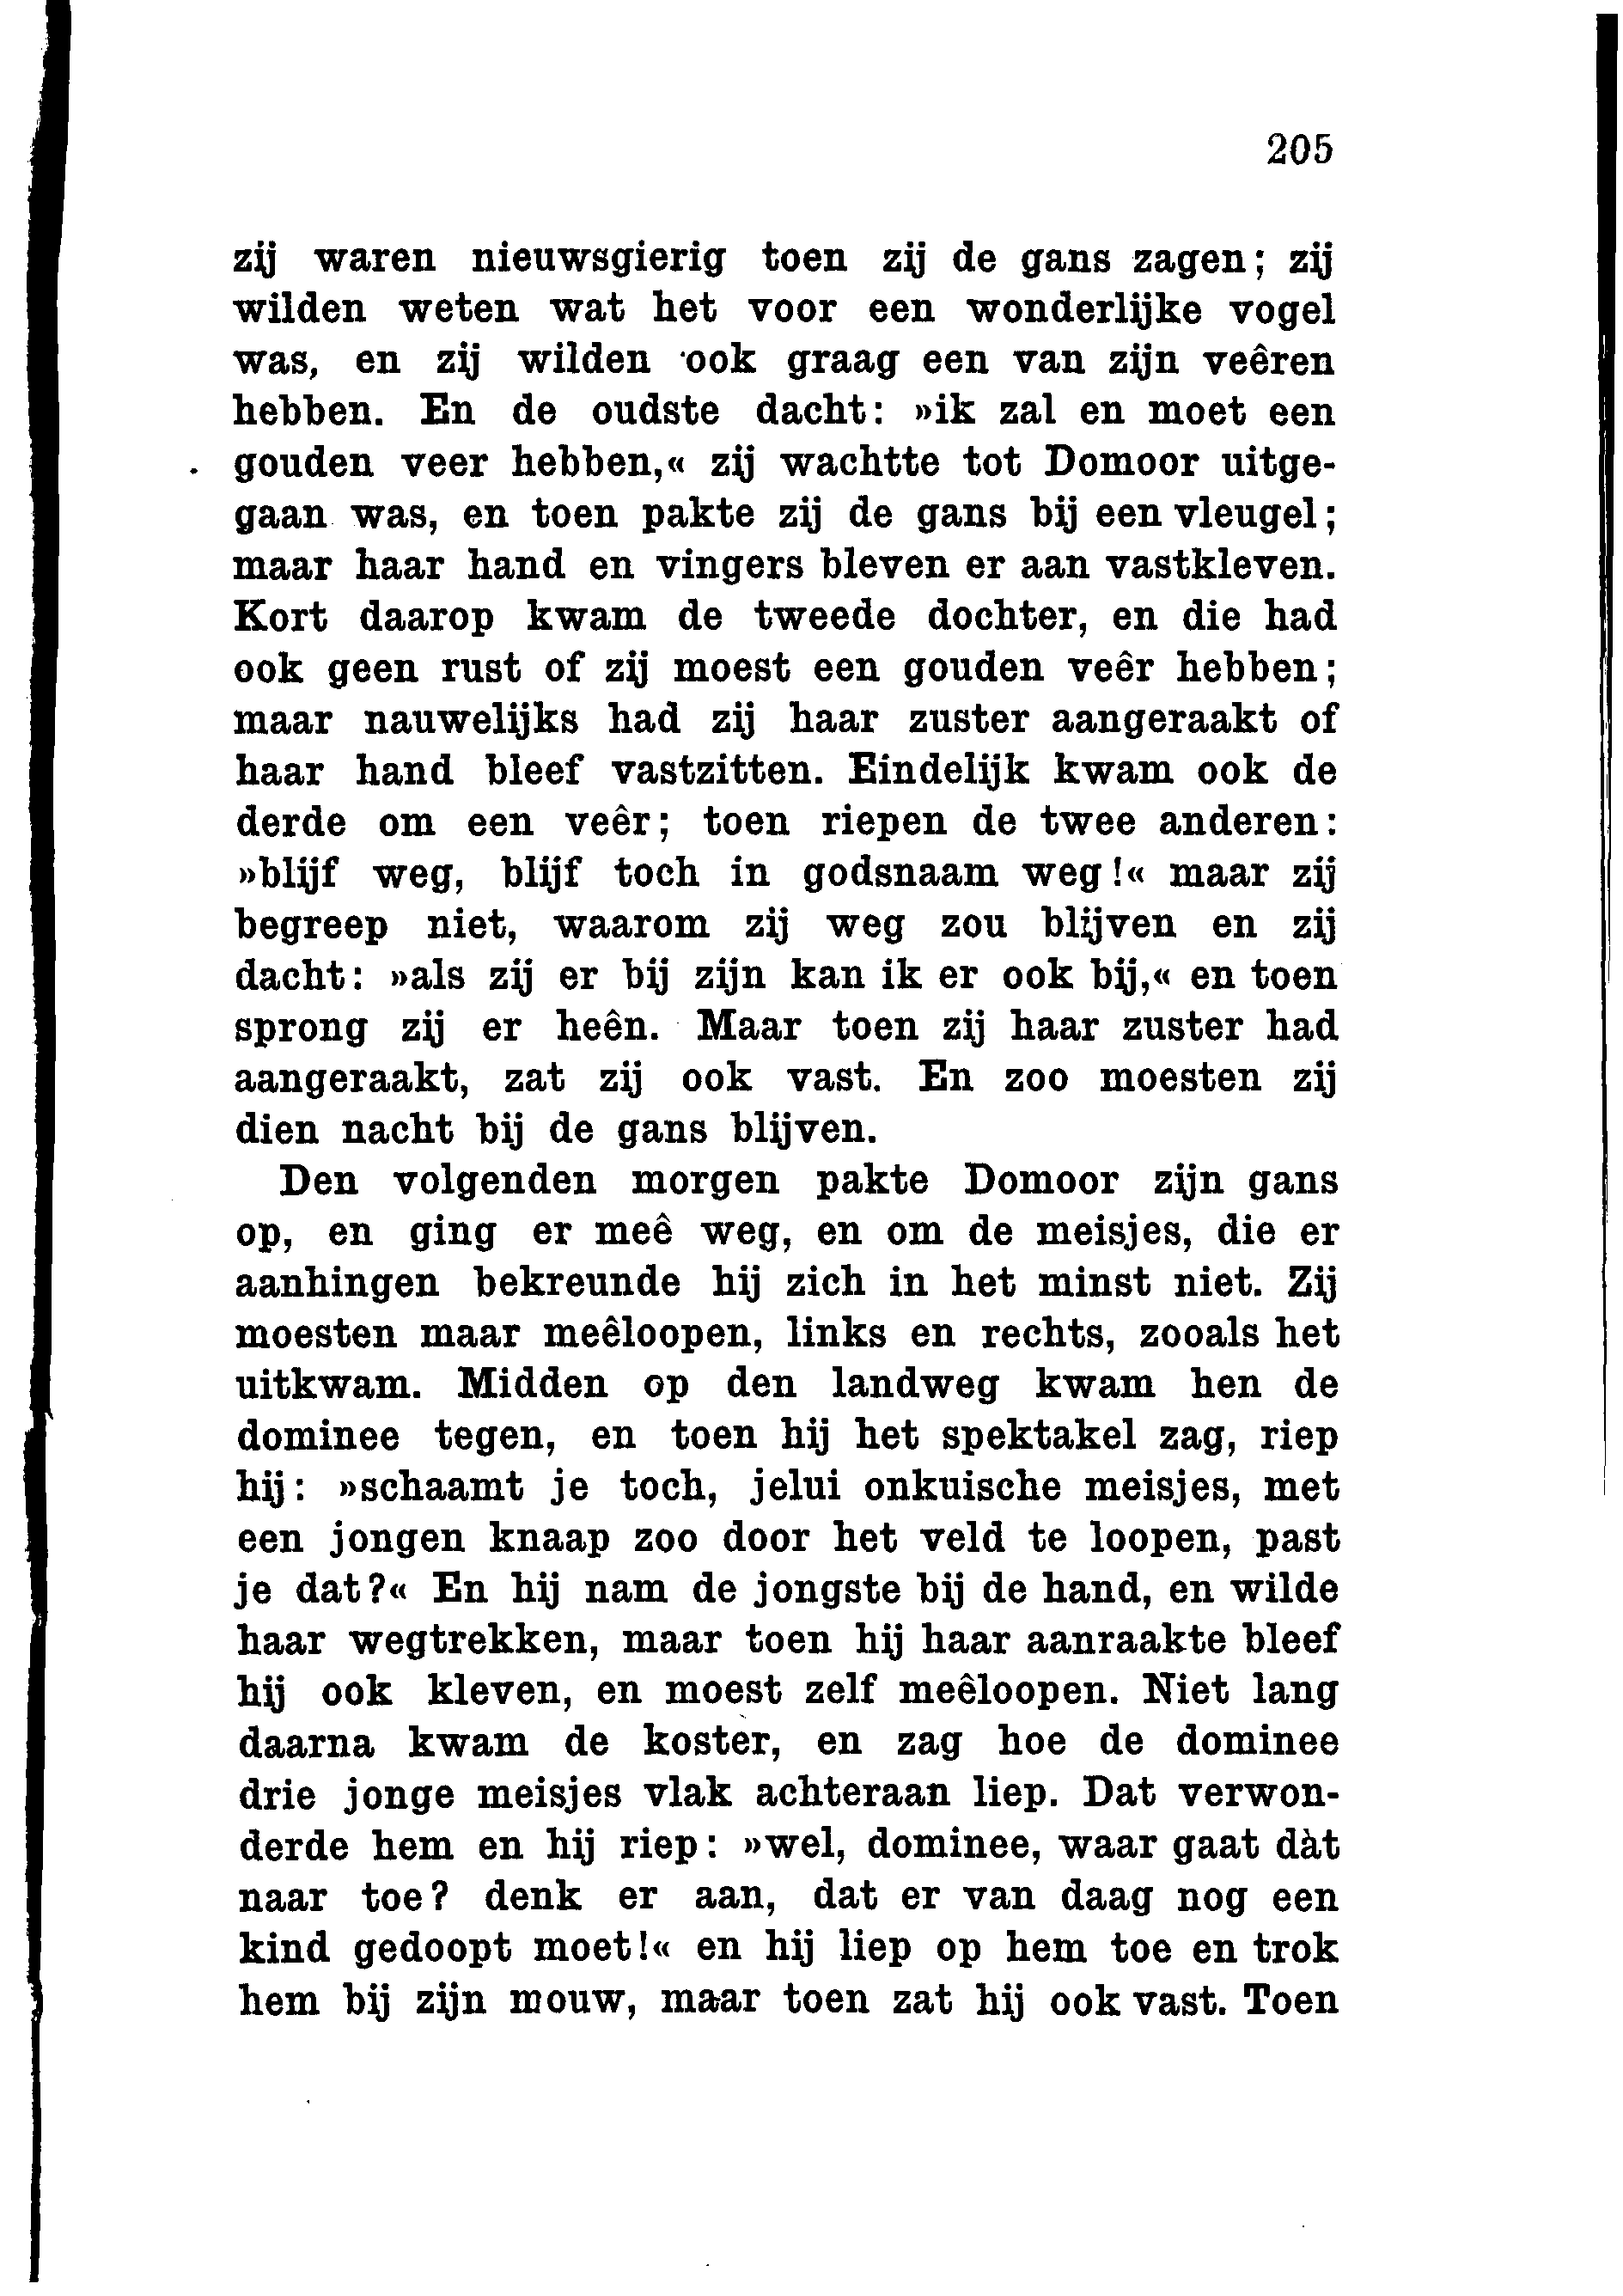 205
zij waren nieuwsgierig toen zij de gans zagen; zij
wilden weten wat het voor een wonderlijke vogel
was, en zij wilden ook graag een van zijn veêren
hebben. En de oudste dacht: »ik zal en moet een
gouden veer hebben,« zij wachtte tot Domoor uitge-
gaan was, en toen pakte zij de gans bij een vleugel;
maar haar hand en vingers bleven er aan vastkleven.
Kort daarop kwam de tweede dochter, en die had
ook geen rust of zij moest een gouden veêr hebben;
maar nauwelijks had zij haar zuster aangeraakt of
haar hand bleef vastzitten. Eindelijk kwam ook de
derde om een veêr; toen riepen de twee anderen:
»blijf weg, blijf toch in godsnaam weg!« maar zij
begreep niet, waarom zij weg zou blijven en zij
dacht: »als zij er bij zijn kan ik er ook bij,« en toen
sprong zij er heên. Maar toen zij haar zuster had
aangeraakt, zat zij ook vast. En zoo moesten zij
dien nacht bij de gans blijven.
Den volgenden morgen pakte Domoor zijn gans
op, en ging er meê weg, en om de meisjes, die er
aanhingen bekreunde hij zich in het minst niet. Zij
moesten maar meêloopen, links en rechts, zooals het
uitkwam. Midden op den landweg kwam hen de
dominee tegen, en toen hij het spektakel zag, riep
hij: »schaamt je toch, jelui onkuische meisjes, met
een jongen knaap zoo door het veld te loopen, past
je dat?« En hij nam de jongste bij de hand, en wilde
haar wegtrekken, maar toen hij haar aanraakte bleef
hij ook kleven, en moest zelf meêloopen. Niet lang
daarna kwam de koster, en zag hoe de dominee
drie jonge meisjes vlak achteraan liep. Dat verwon-
derde hem en hij riep: »wel, dominee, waar gaat dàt
naar toe? denk er aan, dat er van daag nog een
kind gedoopt moet!« en hij liep op hem toe en trok
hem bij zijn mouw, maar toen zat hij ook vast. Toen